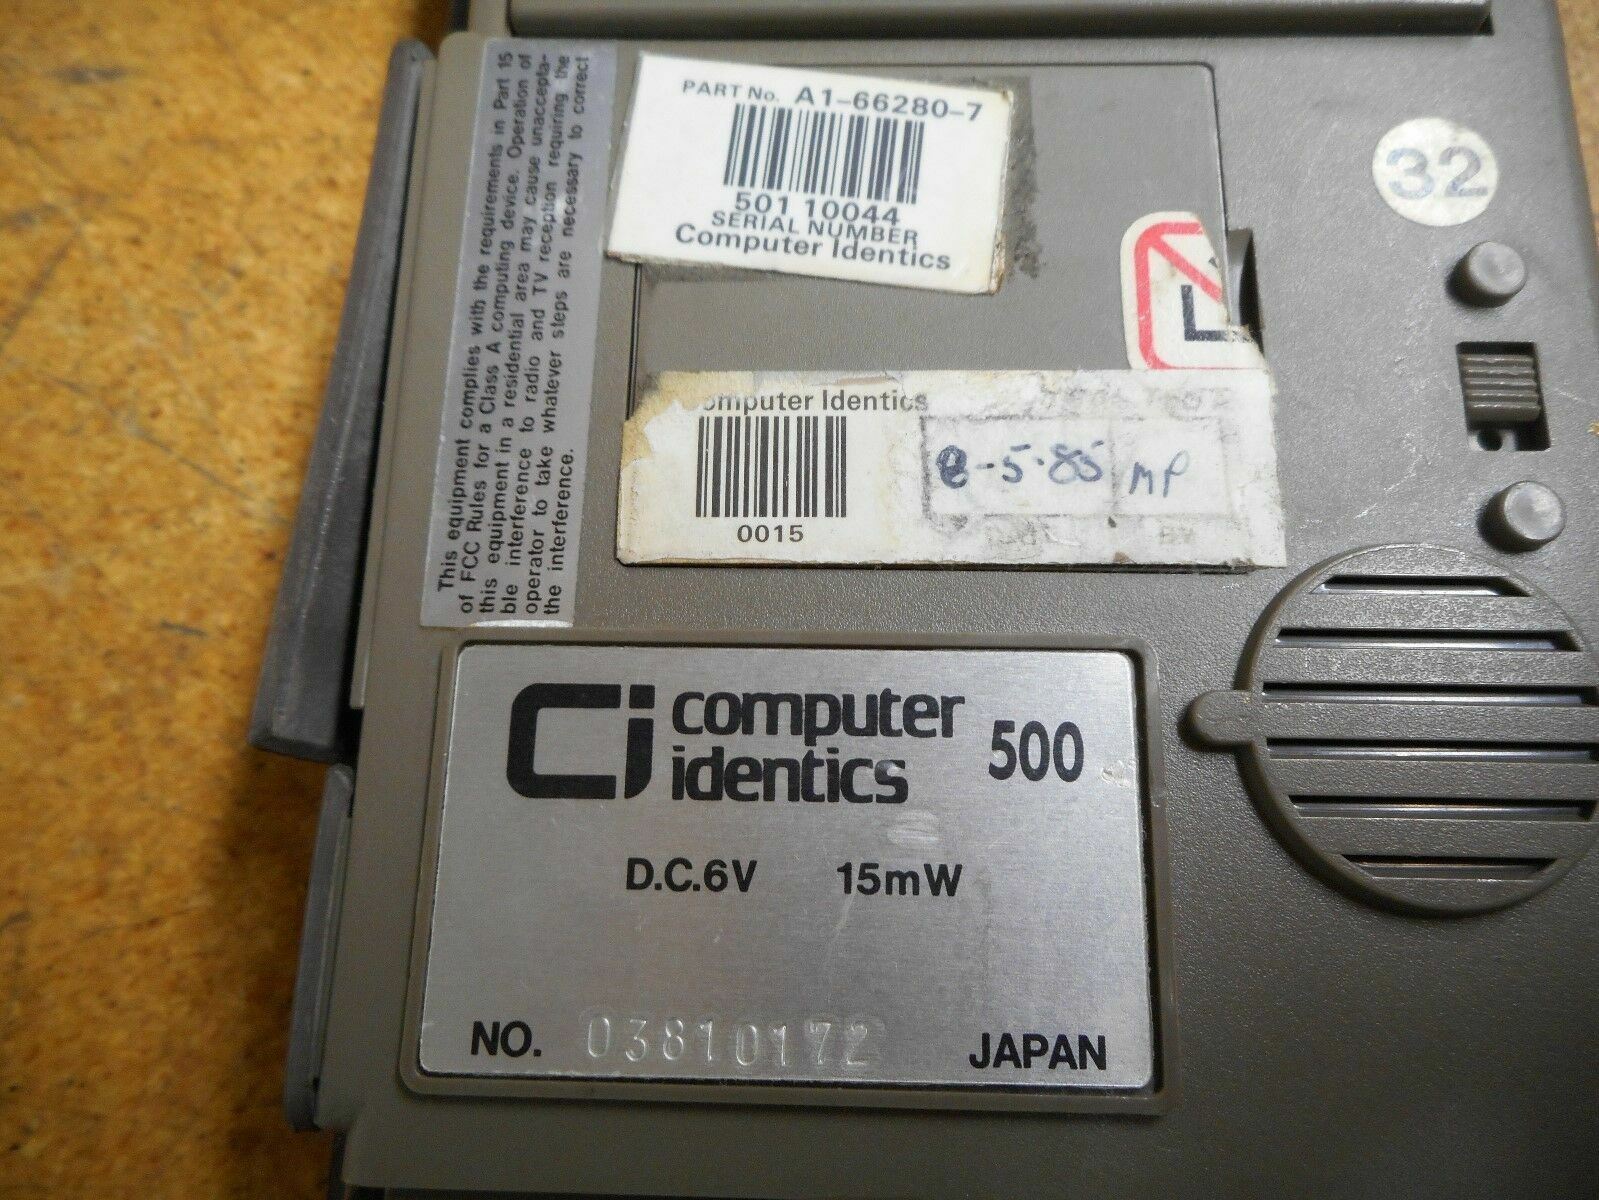 This equipment complies with the requirements in Part 15
of FCC Rules for a Class A computing device. Operation of
this equipment in a residential area may cause unaccepta-
ble interference to radio and TV reception requiring the
operator to take whatever steps are necessary to correct
the interference.
PART No. A1-66280-7
501 10044
SERIAL NUMBER
Computer Identics
32
L
Computer Identics
0015
8-5-85 MP
BY
Ci computer
identics 500
D.C.6V 15mW
NO. 03810172 JAPAN